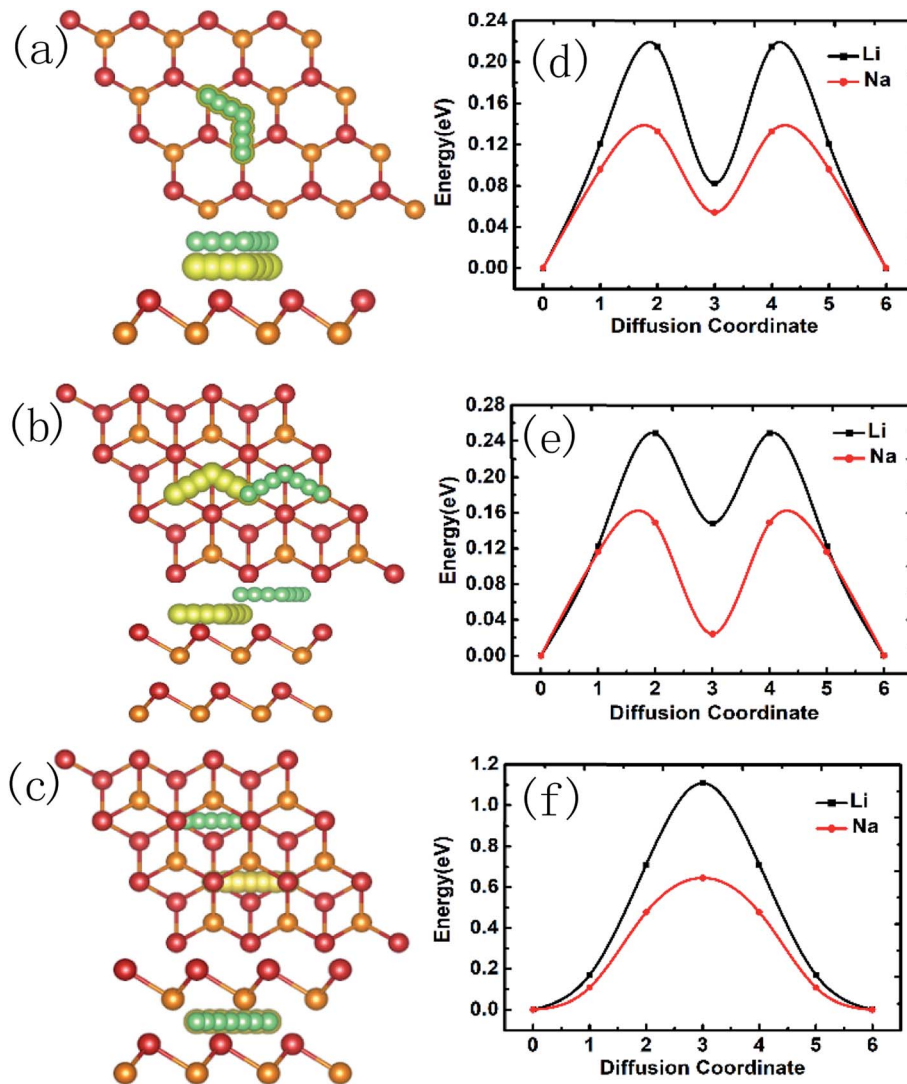 (a)
(d)
Li
Na
0.24
0.20
0.16
0.12
0.08
0.04
0.00
Energy(eV)
0 1 2 3 4 5 6
Diffusion Coordinate
(b)
(e)
Li
Na
0.28
0.24
0.20
0.16
0.12
0.08
0.04
0.00
Energy(eV)
0 1 2 3 4 5 6
Diffusion Coordinate
(c)
(f)
Li
Na
1.2
1.0
0.8
0.6
0.4
0.2
0.0
Energy(eV)
0 1 2 3 4 5 6
Diffusion Coordinate